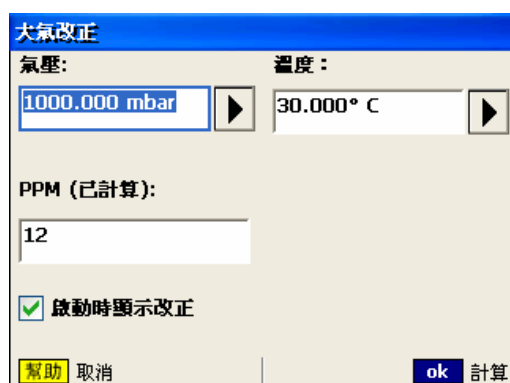 大氣改正
氣壓: 溫度：
1000.000 mbar 30.000° C
PPM (已計算):
12
啟動時顯示改正
幫助 取消 ok 計算